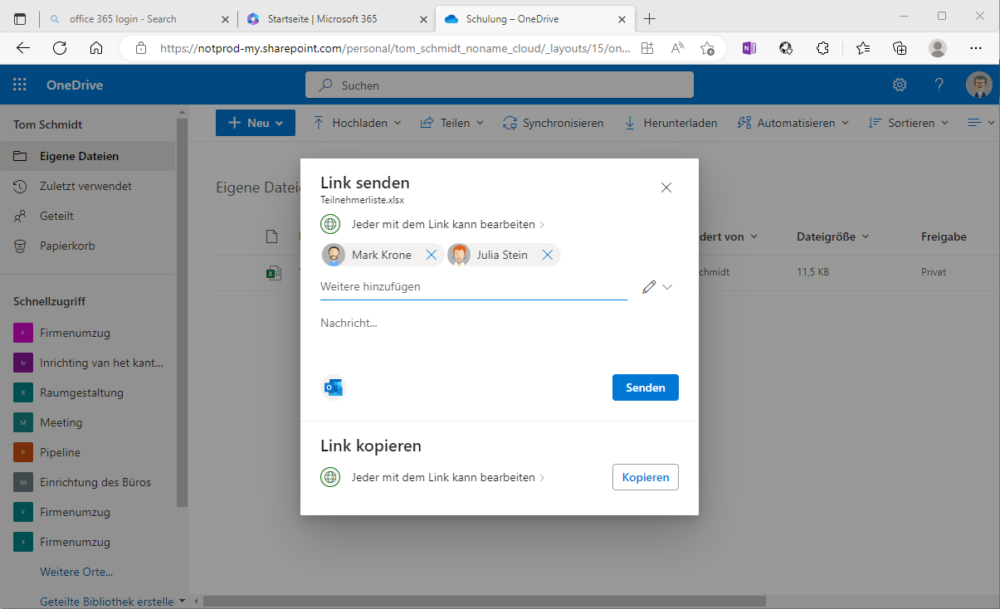 office 365 login - Search
Startseite | Microsoft 365
Schulung – OneDrive
https://notprod-my.sharepoint.com/personal/tom_schmidt_noname_cloud/_layouts/15/on...
OneDrive
Suchen
Tom Schmidt
Eigene Dateien
Zuletzt verwendet
Geteilt
Papierkorb
Schnellzugriff
F Firmenumzug
Iv Inrichting van het kant...
R Raumgestaltung
M Meeting
P Pipeline
Ed Einrichtung des Büros
F Firmenumzug
F Firmenumzug
Weitere Orte...
Geteilte Bibliothek erstelle
Neu Hochladen Teilen Synchronisieren Herunterladen Automatisieren Sortieren
Eigene Datei
dert von Dateigröße Freigabe
chmidt 11,5 KB Privat
Link senden
Teilnehmerliste.xlsx
Jeder mit dem Link kann bearbeiten
Mark Krone Julia Stein
Weitere hinzufügen
Nachricht...
Senden
Link kopieren
Jeder mit dem Link kann bearbeiten
Kopieren